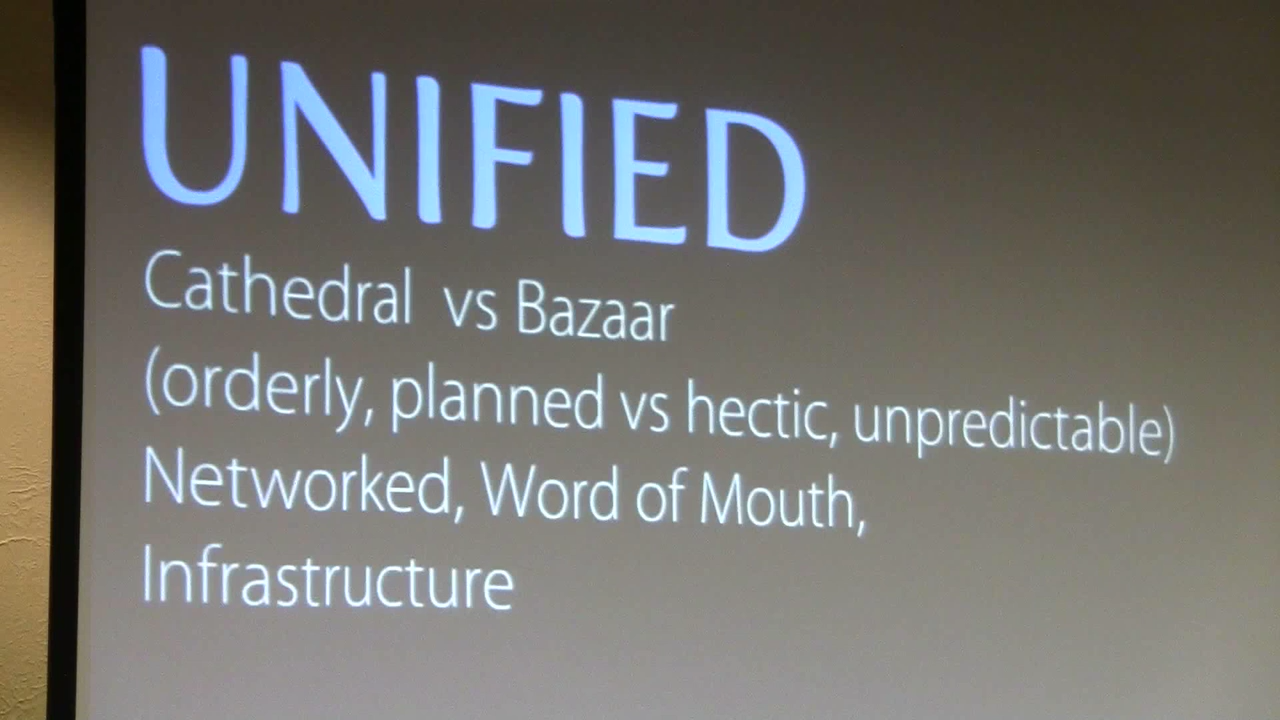 UNIFIED
Cathedral vs Bazaar
(orderly, planned vs hectic, unpredictable)
Networked, Word of Mouth,
Infrastructure